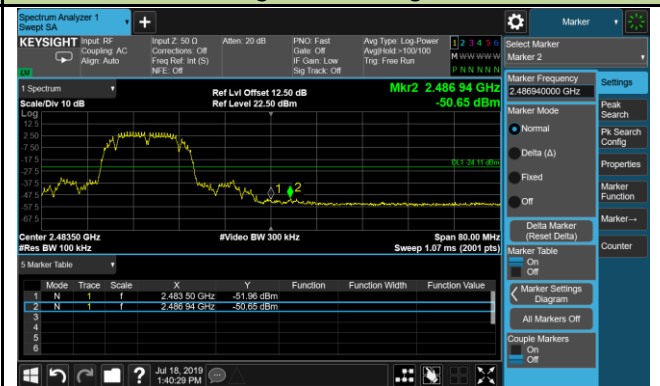 Spectrum Analyzer 1
Swept SA
+
Marker
KEYSIGHT
Input: RF
Coupling: AC
Align: Auto
Input Z: 50 Ω
Corrections: Off
Freq Ref: Int (S)
NFE: Off
Atten: 20 dB
PNO: Fast
Gate: Off
IF Gain: Low
Sig Track: Off
Avg Type: Log-Power
Avg|Hold:>100/100
Trig: Free Run
1 2 3 4 5 6
M W W W W W
P N N N N N
LXI
Select Marker
Marker 2
1 Spectrum
Scale/Div 10 dB
Ref Lvl Offset 12.50 dB
Ref Level 22.50 dBm
Mkr2 2.486 94 GHz
-50.65 dBm
Log
12.5
2.50
-7.50
-17.5
-27.5
-37.5
-47.5
-57.5
-67.5
DL1 -24.11 dBm
1
2
Center 2.48350 GHz
#Res BW 100 kHz
#Video BW 300 kHz
Span 80.00 MHz
Sweep 1.07 ms (2001 pts)
5 Marker Table
Mode Trace Scale X Y Function Function Width Function Value
1 N 1 f 2.483 50 GHz -51.96 dBm
2 N 1 f 2.486 94 GHz -50.65 dBm
3
4
5
6
Marker Frequency
2.486940000 GHz
Marker Mode
Normal
Delta (Δ)
Fixed
Off
Delta Marker
(Reset Delta)
Marker Table
On
Off
Marker Settings
Diagram
All Markers Off
Couple Markers
On
Off
Settings
Peak
Search
Pk Search
Config
Properties
Marker
Function
Marker→
Counter
?
Jul 18, 2019
1:40:29 PM